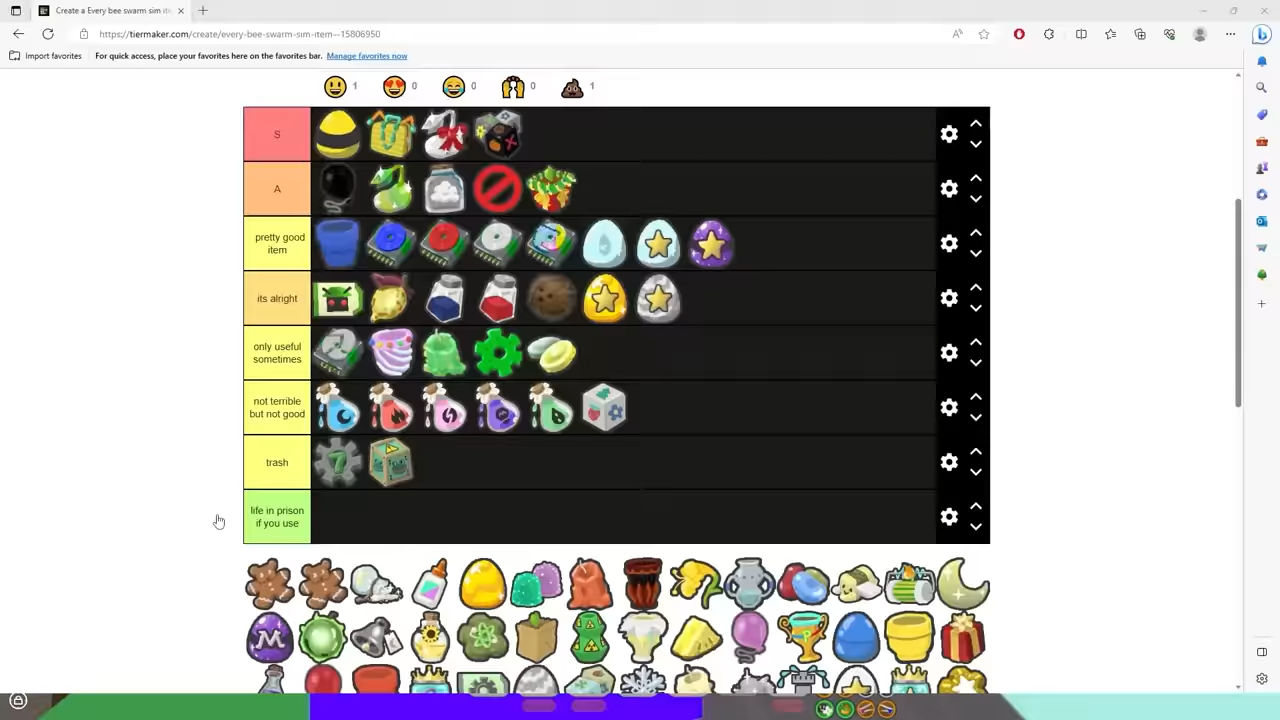 Create a Every bee swarm sim ite
https://tiermaker.com/create/every-bee-swarm-sim-item--15806950
Import favorites
For quick access, place your favorites here on the favorites bar. Manage favorites now
1 0 0 0 1
S
A
pretty good
item
its alright
only useful
sometimes
not terrible
but not good
trash
life in prison
if you use
7
M
P